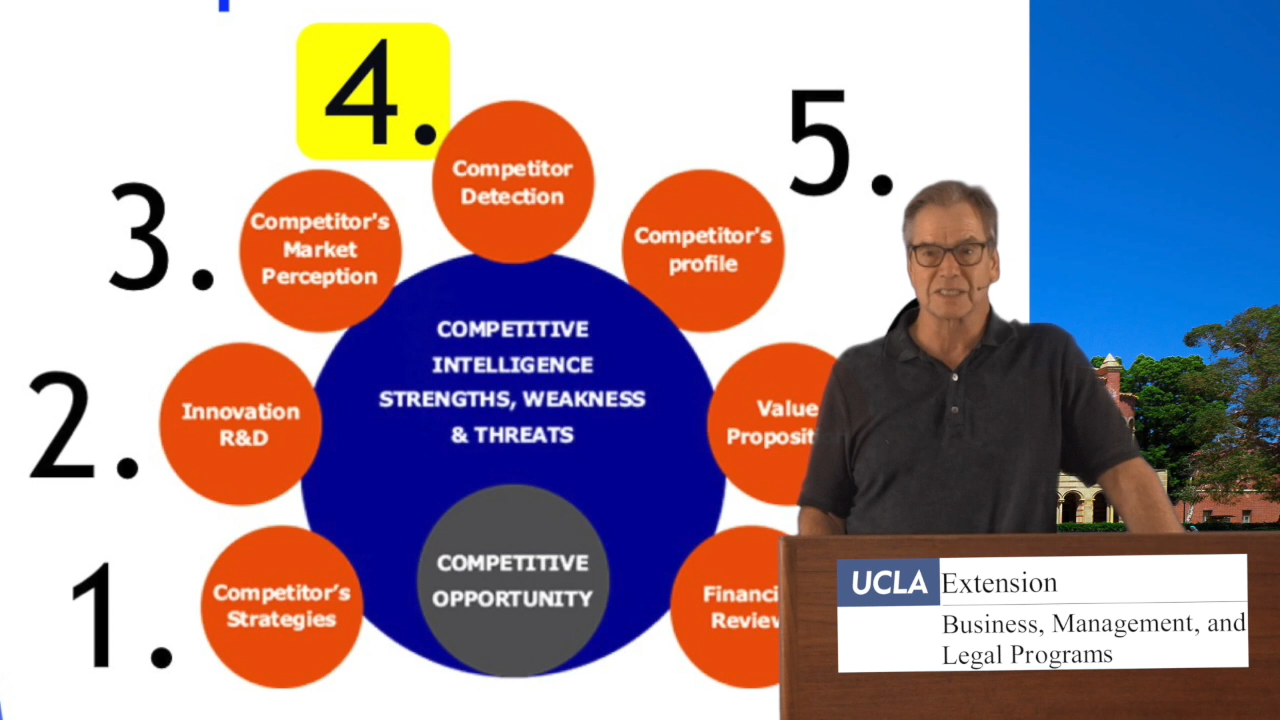 4.
5.
3.
2.
1.
Competitor
Detection
Competitor's
Market
Perception
Competitor's
profile
Innovation
R&D
Value
Competitor's
Strategies
COMPETITIVE
INTELLIGENCE
STRENGTHS, WEAKNESS
& THREATS
COMPETITIVE
OPPORTUNITY
UCLA Extension
Business, Management, and
Legal Programs